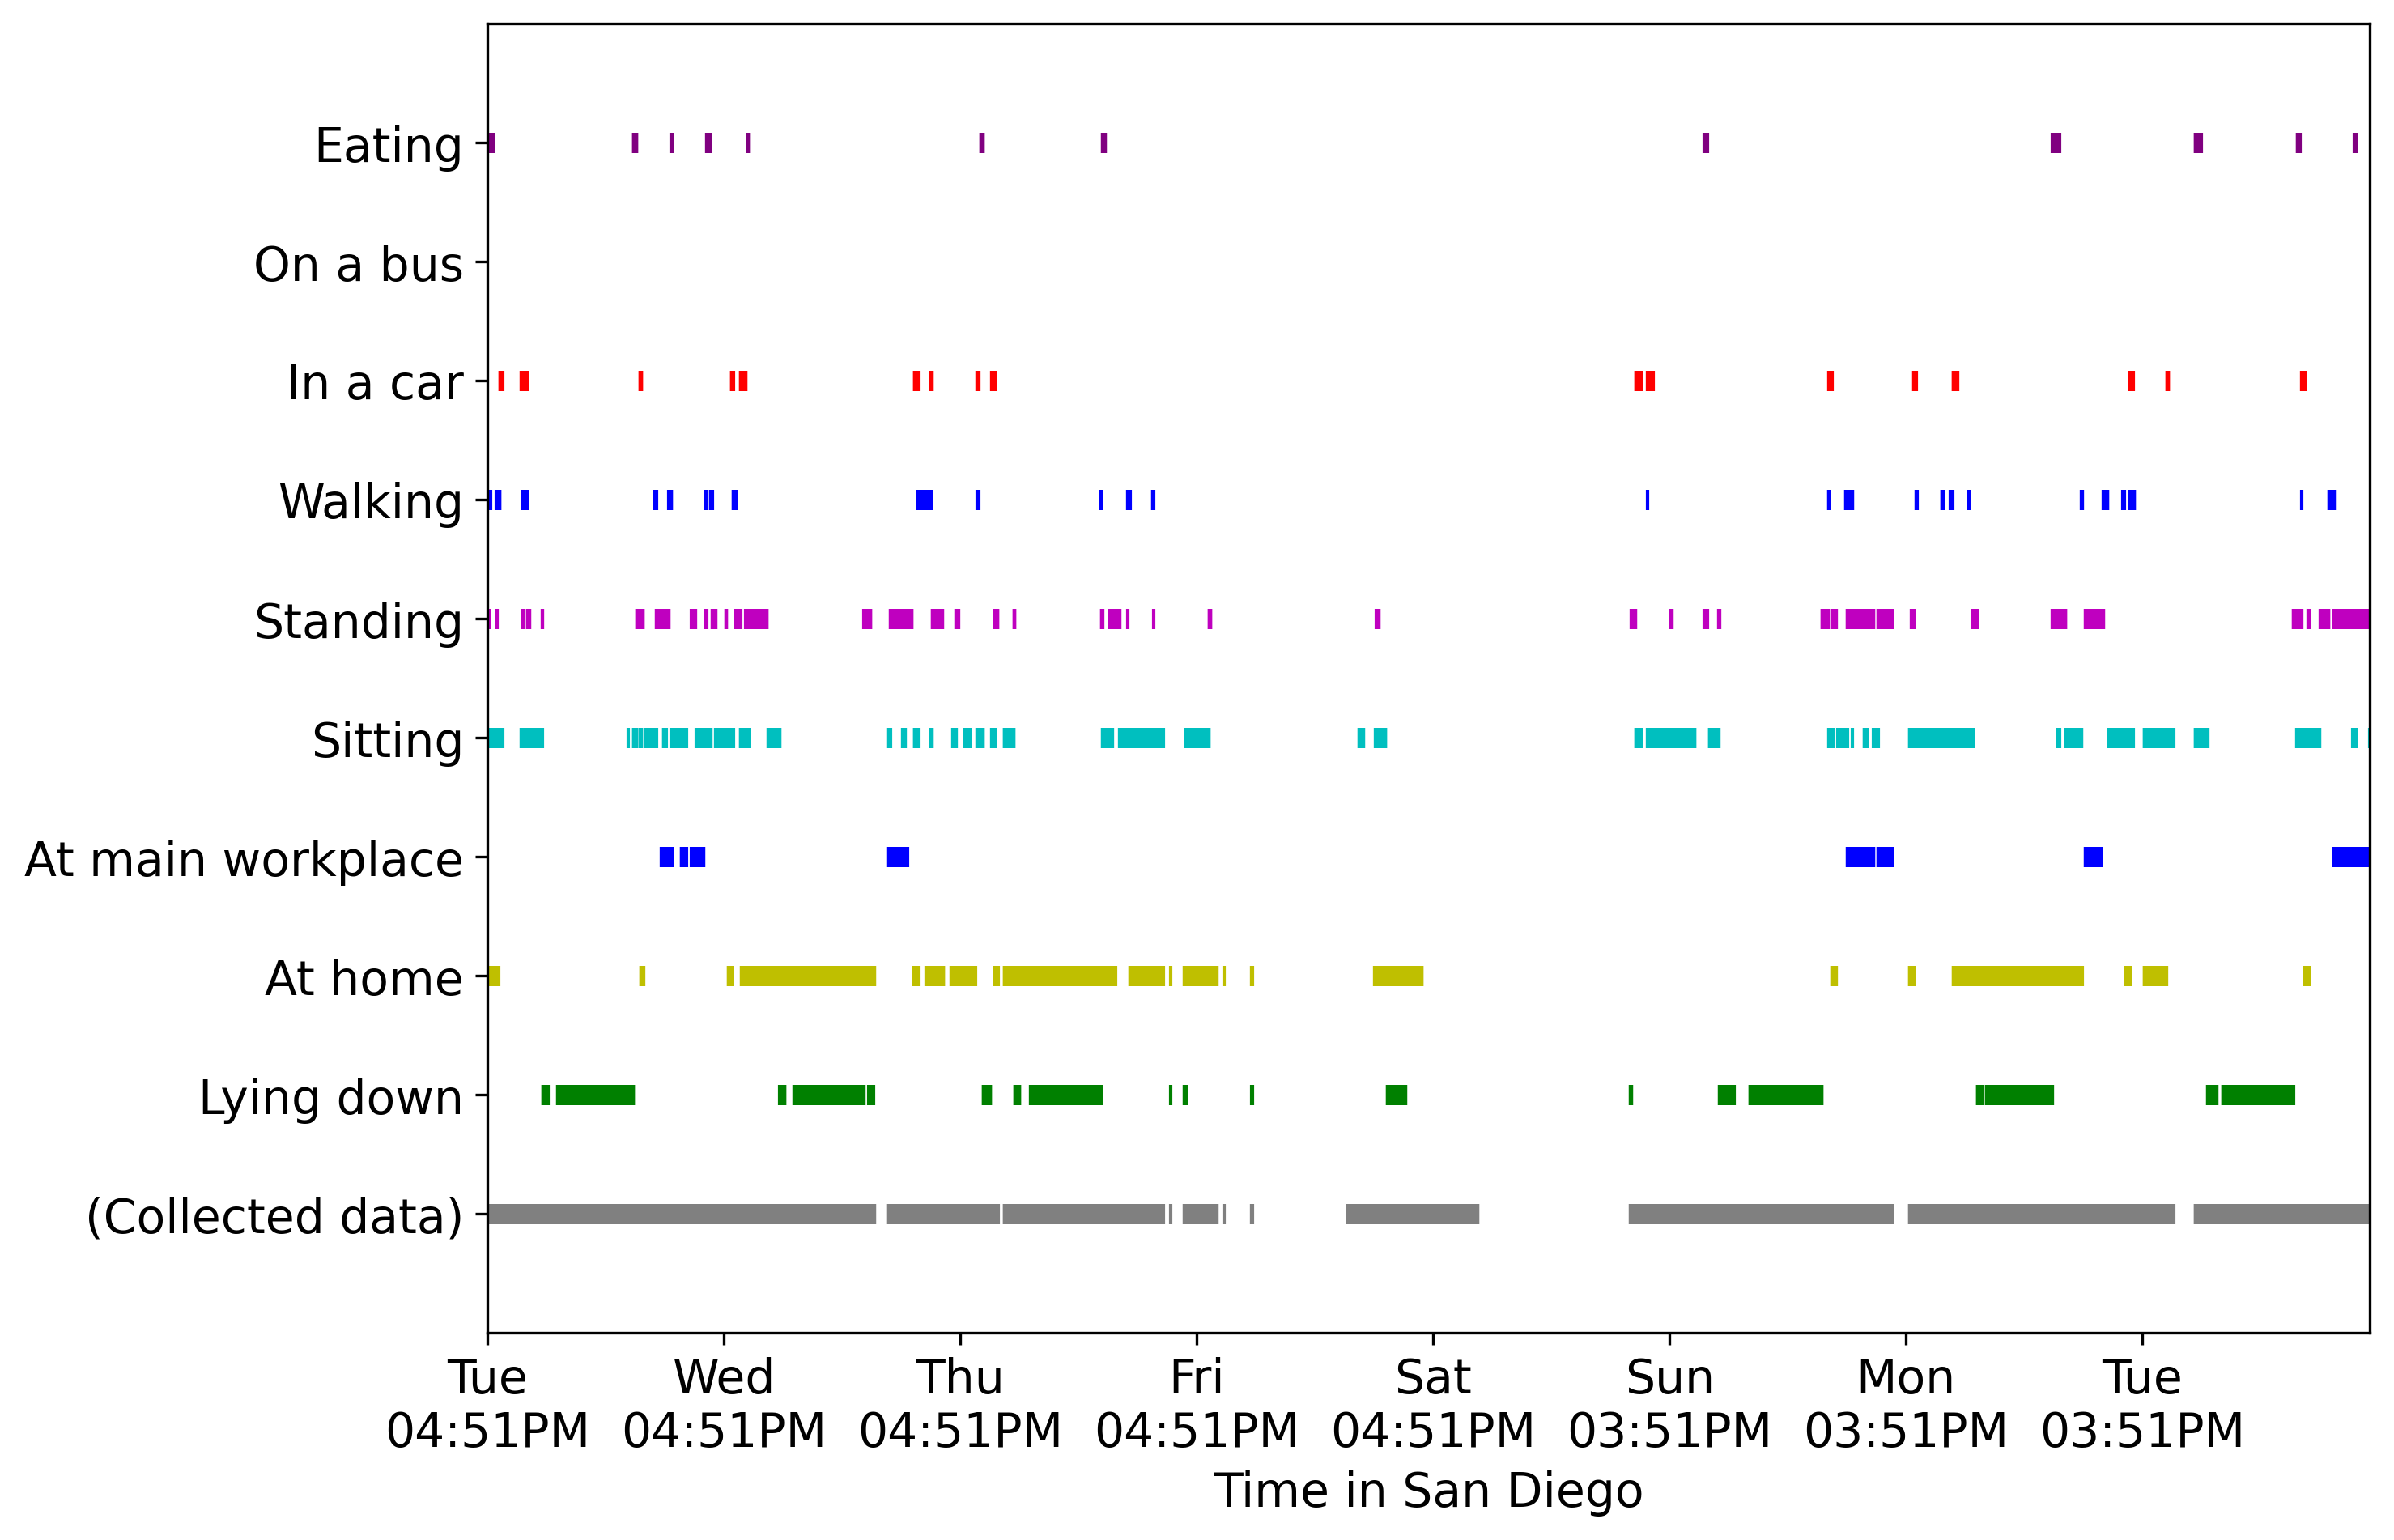 Eating
On a bus
In a car
Walking
Standing
Sitting
At main workplace
At home
Lying down
(Collected data)
Tue Wed Thu Fri Sat Sun Mon Tue
04:51PM 04:51PM 04:51PM 04:51PM 04:51PM 03:51PM 03:51PM 03:51PM
Time in San Diego